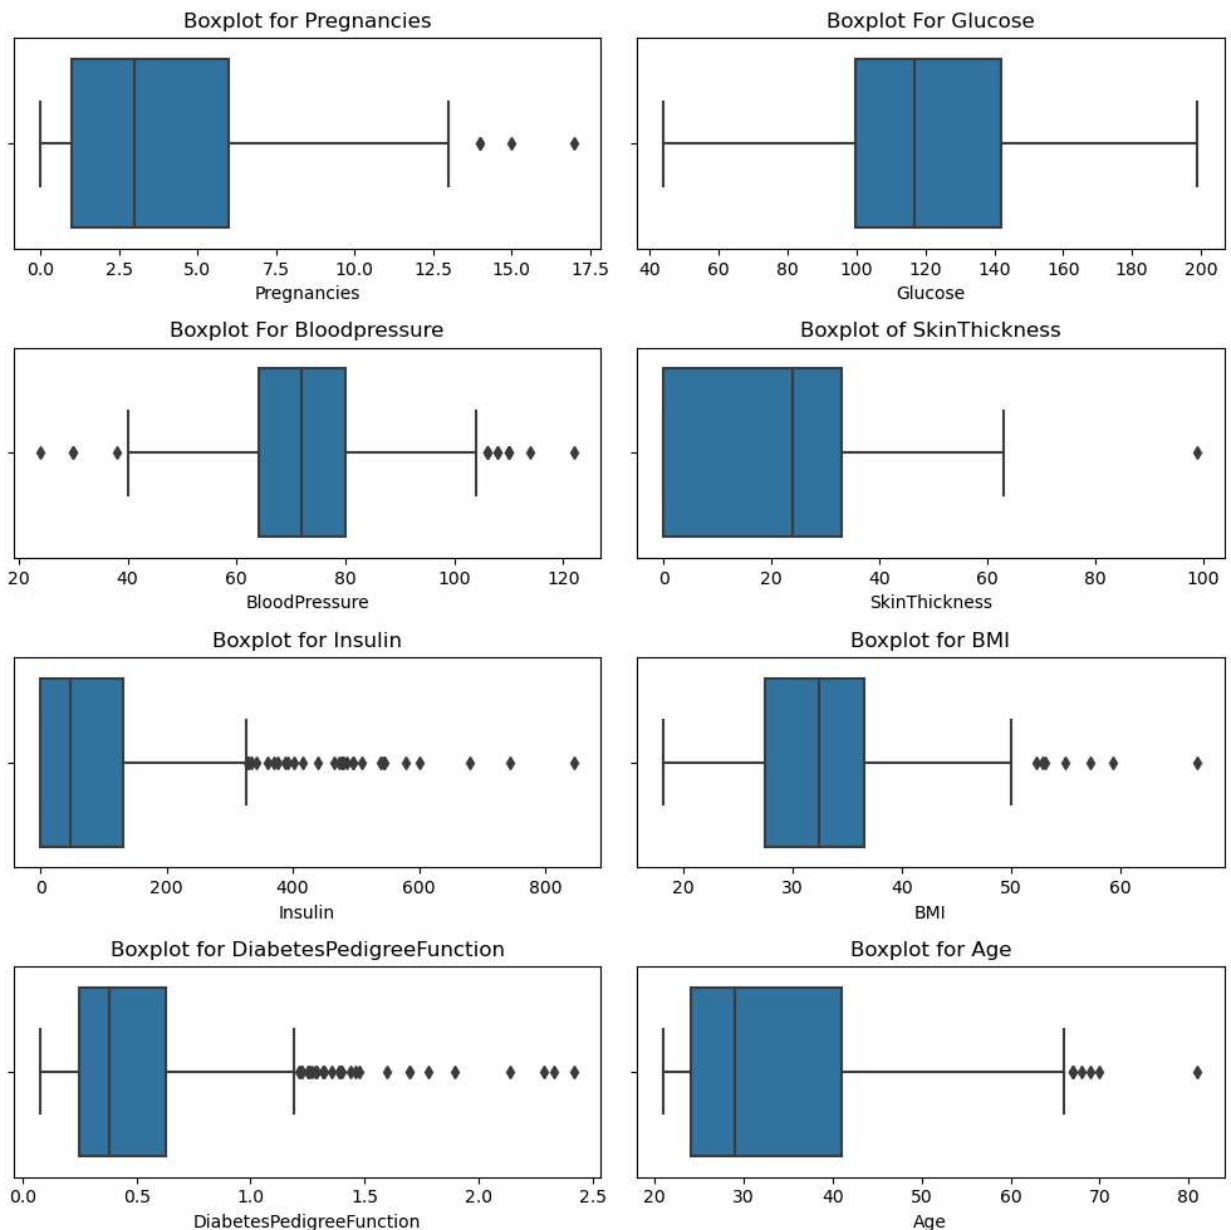 Boxplot for Pregnancies
0.0 2.5 5.0 7.5 10.0 12.5 15.0 17.5
Pregnancies
Boxplot For Glucose
40 60 80 100 120 140 160 180 200
Glucose
Boxplot For Bloodpressure
20 40 60 80 100 120
BloodPressure
Boxplot of SkinThickness
0 20 40 60 80 100
SkinThickness
Boxplot for Insulin
0 200 400 600 800
Insulin
Boxplot for BMI
20 30 40 50 60
BMI
Boxplot for DiabetesPedigreeFunction
0.0 0.5 1.0 1.5 2.0 2.5
DiabetesPedigreeFunction
Boxplot for Age
20 30 40 50 60 70 80
Age